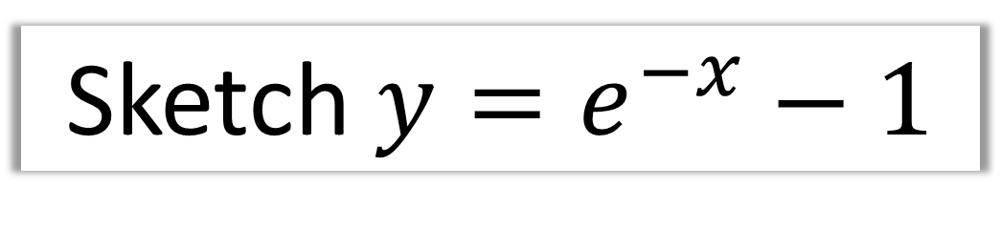 Sketch 𝑦 = 𝑒⁻ˣ − 1